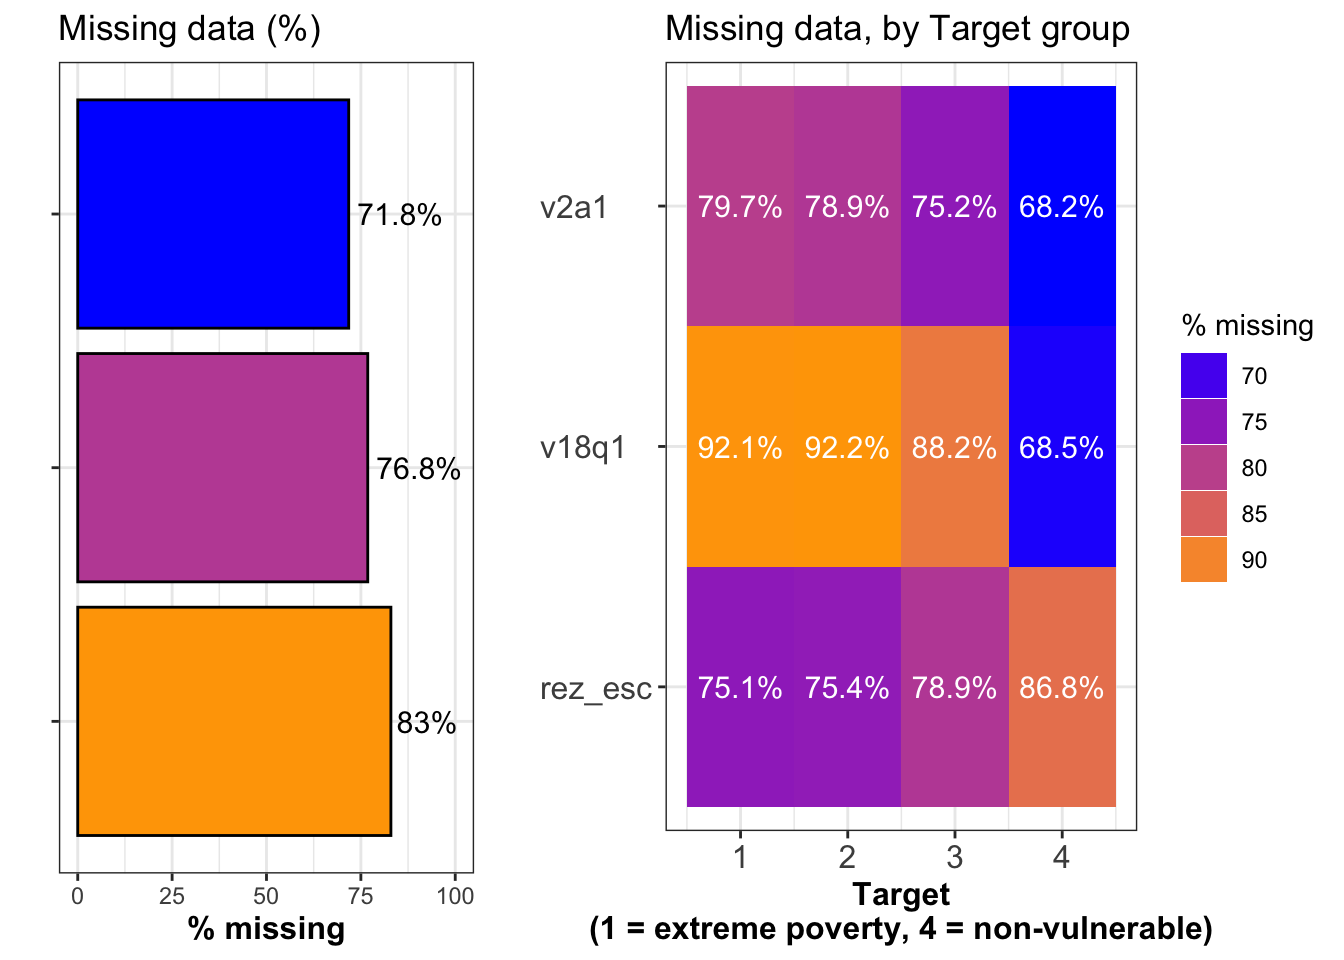 Missing data (%)
71.8%
76.8%
83%
0 25 50 75 100
% missing
Missing data, by Target group
v2a1 79.7% 78.9% 75.2% 68.2%
v18q1 92.1% 92.2% 88.2% 68.5%
rez_esc 75.1% 75.4% 78.9% 86.8%
1 2 3 4
Target
(1 = extreme poverty, 4 = non-vulnerable)
% missing
70
75
80
85
90